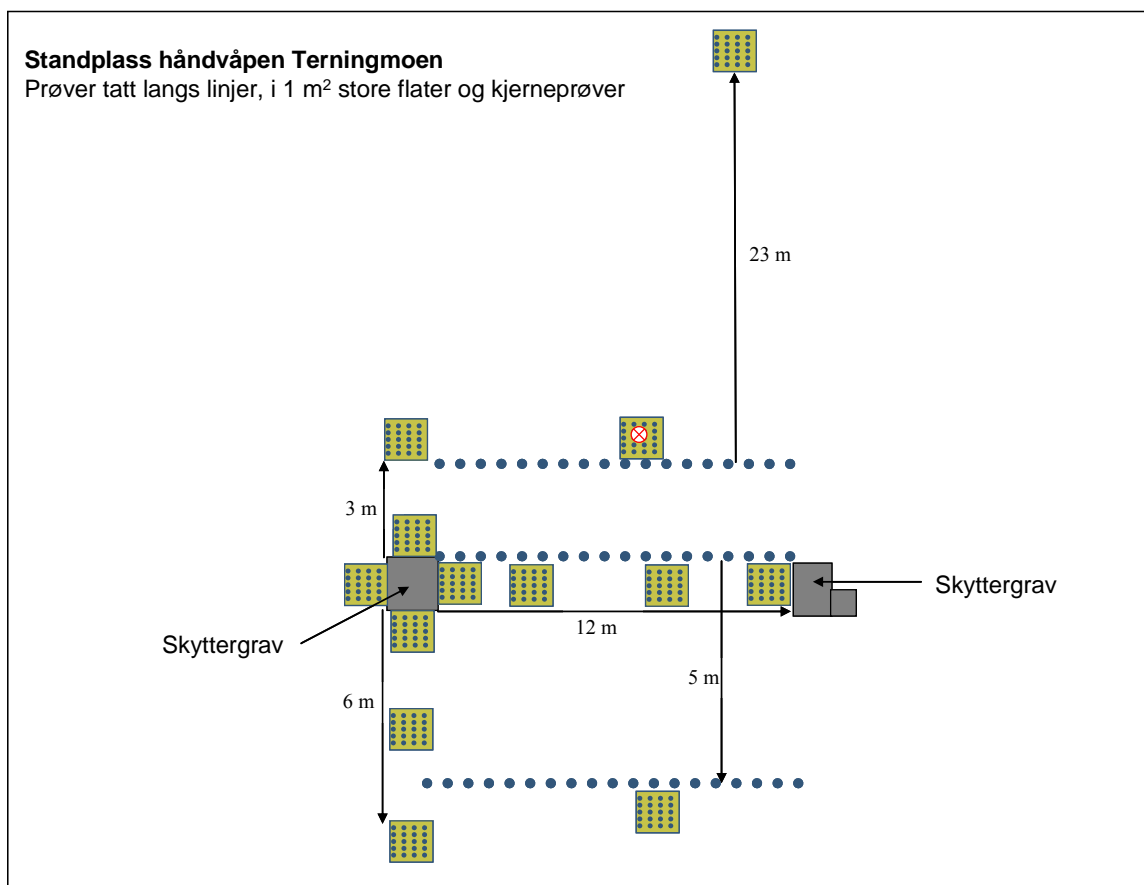 Standplass håndvåpen Terningmoen
Prøver tatt langs linjer, i 1 m² store flater og kjerneprøver
23 m
3 m
Skyttergrav
12 m
Skyttergrav
5 m
6 m